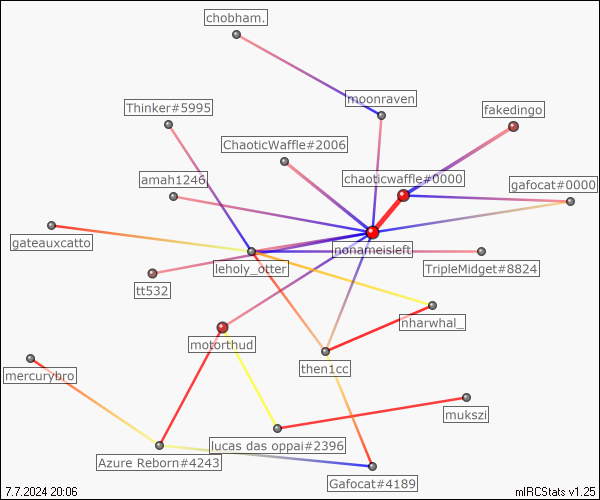 chobham.
moonraven
Thinker#5995
fakedingo
ChaoticWaffle#2006
chaoticwaffle#0000
amah1246
gafocat#0000
gateauxcatto
nonameisleft
leholy_otter
TripleMidget#8824
tt532
nharwhal_
motorthud
then1cc
mercurybro
mukszi
lucas das oppai#2396
Azure Reborn#4243
Gafocat#4189
7.7.2024 20:06
mIRCStats v1.25